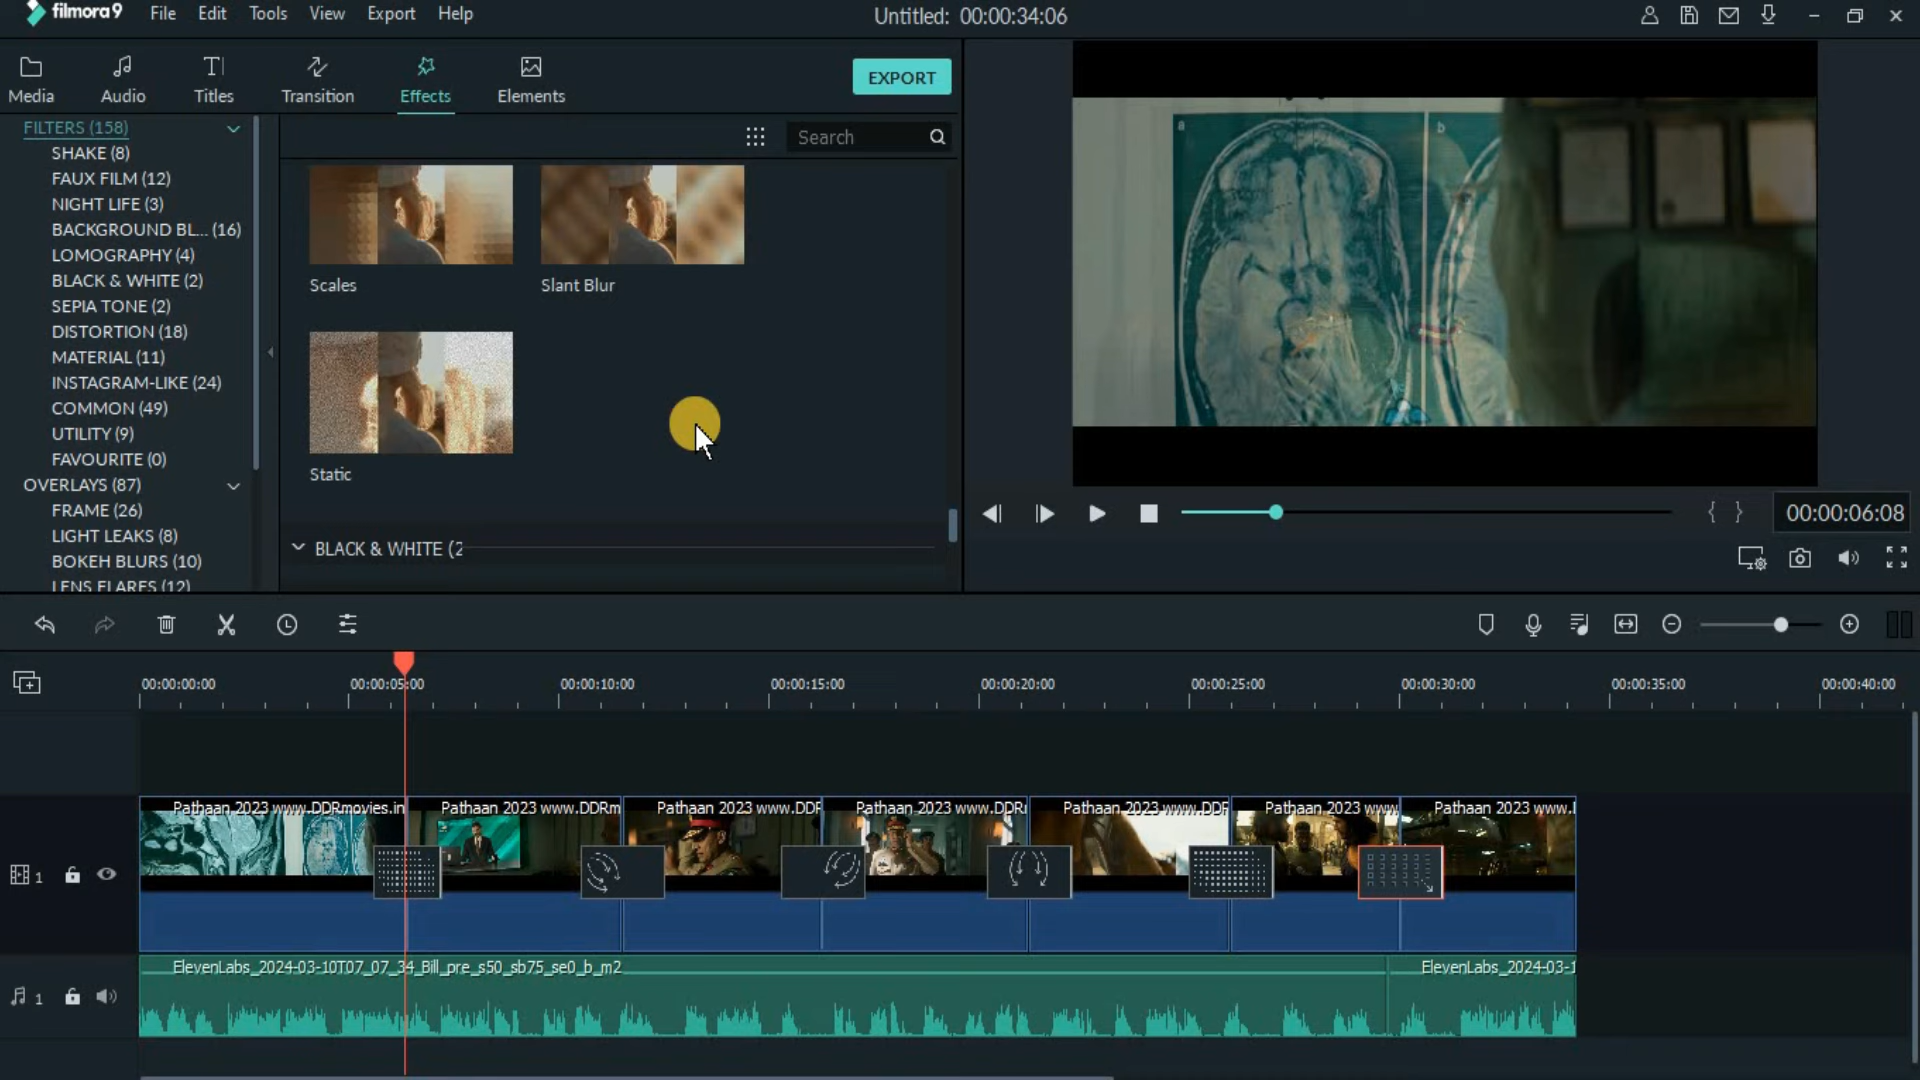 filmora9
File Edit Tools View Export Help
Untitled: 00:00:34:06
Media Audio Titles Transition Effects Elements
EXPORT
FILTERS (158)
SHAKE (8)
FAUX FILM (12)
NIGHT LIFE (3)
BACKGROUND BL... (16)
LOMOGRAPHY (4)
BLACK & WHITE (2)
SEPIA TONE (2)
DISTORTION (18)
MATERIAL (11)
INSTAGRAM-LIKE (24)
COMMON (49)
UTILITY (9)
FAVOURITE (0)
OVERLAYS (87)
FRAME (26)
LIGHT LEAKS (8)
BOKEH BLURS (10)
LENS FLARES (12)
Search
Scales Slant Blur
Static
BLACK & WHITE (2
a b
{ } 00:00:06:08
00:00:00:00 00:00:05:00 00:00:10:00 00:00:15:00 00:00:20:00 00:00:25:00 00:00:30:00 00:00:35:00 00:00:40:00
Pathaan 2023 www.DDRmovies.in Pathaan 2023 www.DDRm Pathaan 2023 www.DDR Pathaan 2023 www.DDR Pathaan 2023 www.DDR Pathaan 2023 www. Pathaan 2023 www.
1
ElevenLabs_2024-03-10T07_07_34_Bill_pre_s50_sb75_se0_b_m2 ElevenLabs_2024-03-1
1